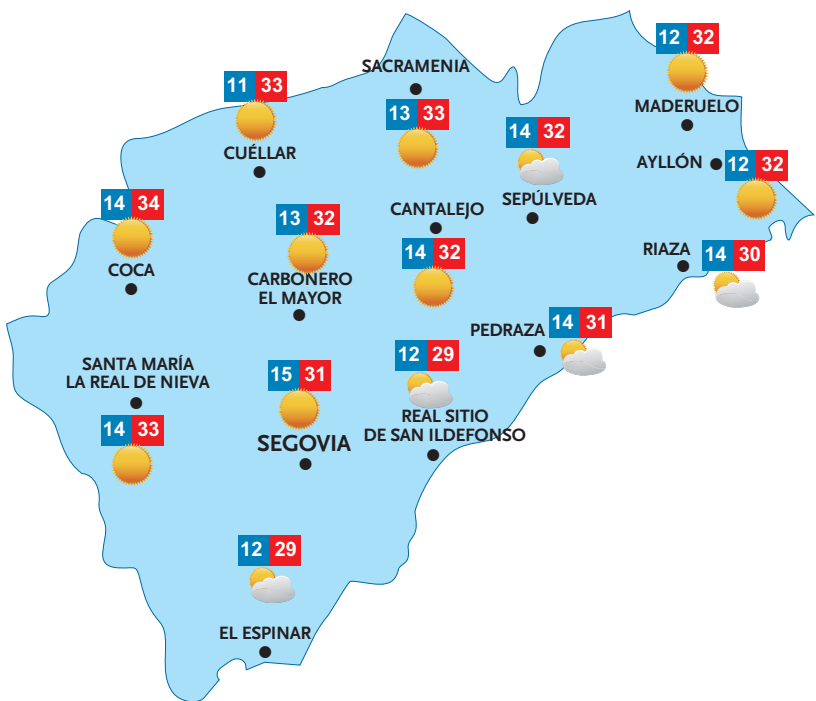 12 32
MADERUELO
SACRAMENIA
13 33
11 33
CUÉLLAR
14 32
SEPÚLVEDA
AYLLÓN
12 32
14 34
COCA
13 32
CARBONERO
EL MAYOR
CANTALEJO
14 32
RIAZA
14 30
PEDRAZA
14 31
SANTA MARÍA
LA REAL DE NIEVA
14 33
15 31
SEGOVIA
12 29
REAL SITIO
DE SAN ILDEFONSO
12 29
EL ESPINAR